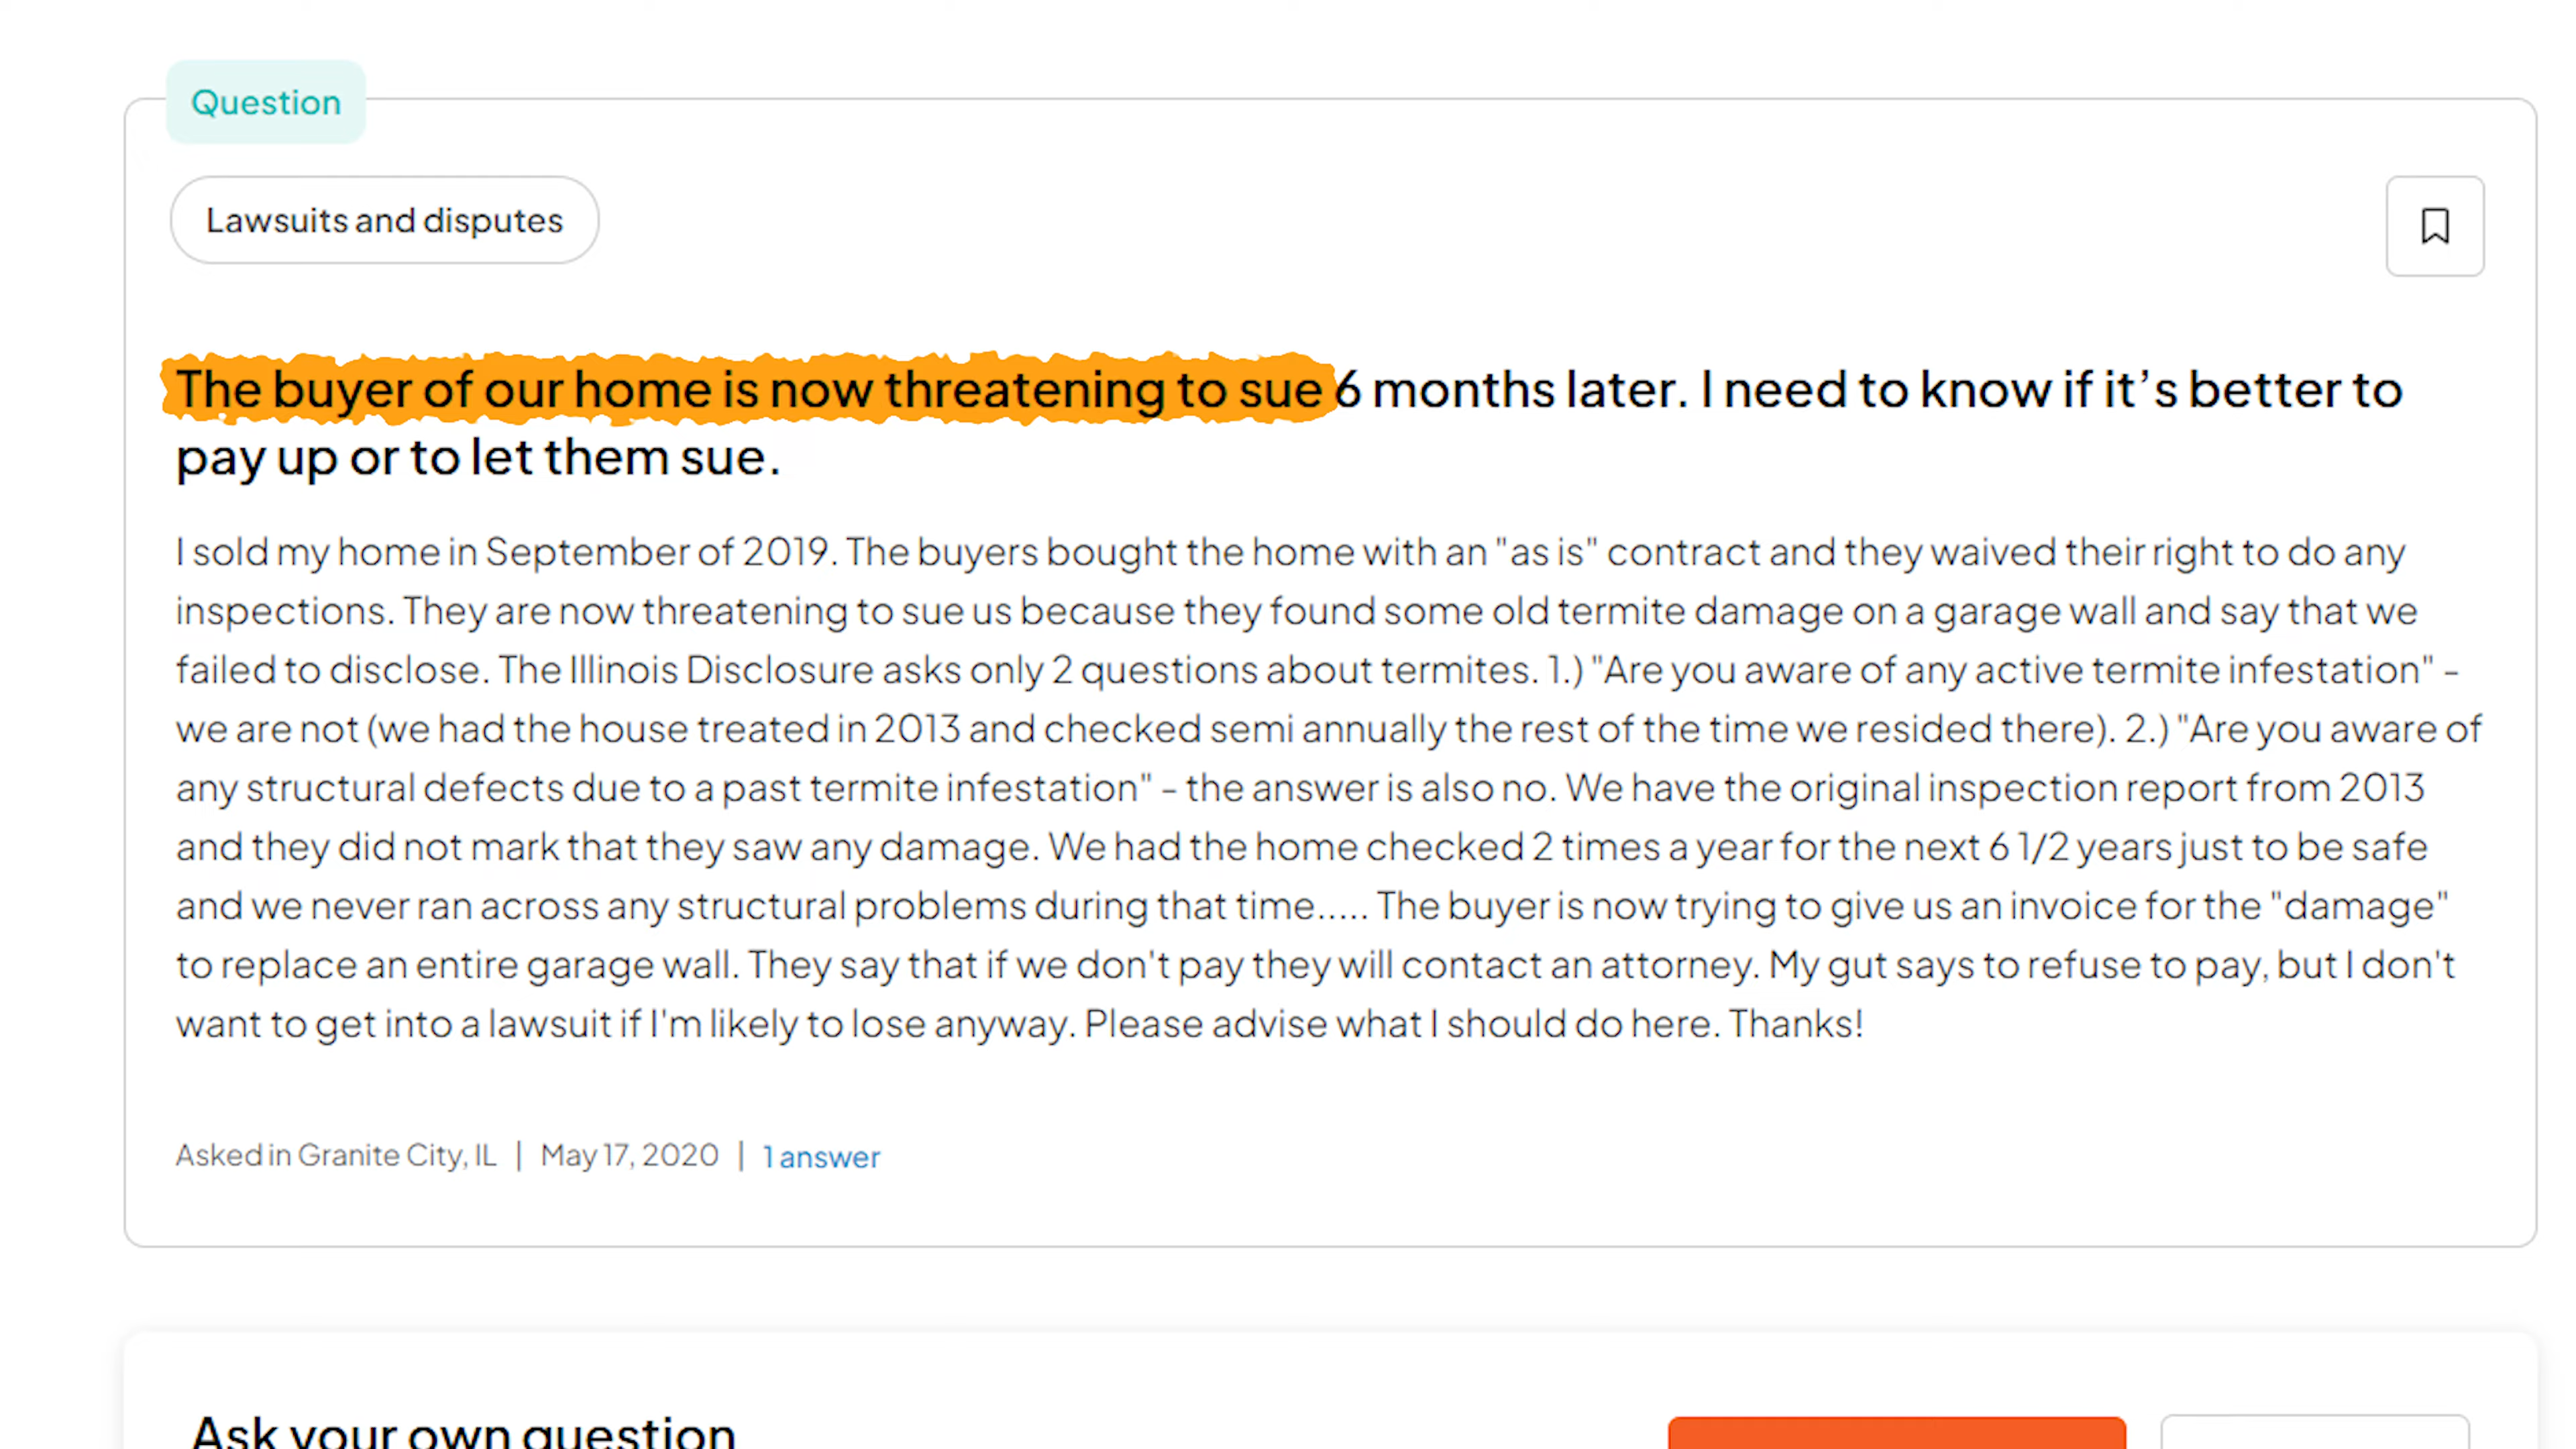 Question
Lawsuits and disputes
The buyer of our home is now threatening to sue 6 months later. I need to know if it’s better to
pay up or to let them sue.
I sold my home in September of 2019. The buyers bought the home with an "as is" contract and they waived their right to do any
inspections. They are now threatening to sue us because they found some old termite damage on a garage wall and say that we
failed to disclose. The Illinois Disclosure asks only 2 questions about termites. 1.) "Are you aware of any active termite infestation" -
we are not (we had the house treated in 2013 and checked semi annually the rest of the time we resided there). 2.) "Are you aware of
any structural defects due to a past termite infestation" - the answer is also no. We have the original inspection report from 2013
and they did not mark that they saw any damage. We had the home checked 2 times a year for the next 6 1/2 years just to be safe
and we never ran across any structural problems during that time..... The buyer is now trying to give us an invoice for the "damage"
to replace an entire garage wall. They say that if we don't pay they will contact an attorney. My gut says to refuse to pay, but I don't
want to get into a lawsuit if I'm likely to lose anyway. Please advise what I should do here. Thanks!
Asked in Granite City, IL | May 17, 2020 | 1 answer
Ask your own question